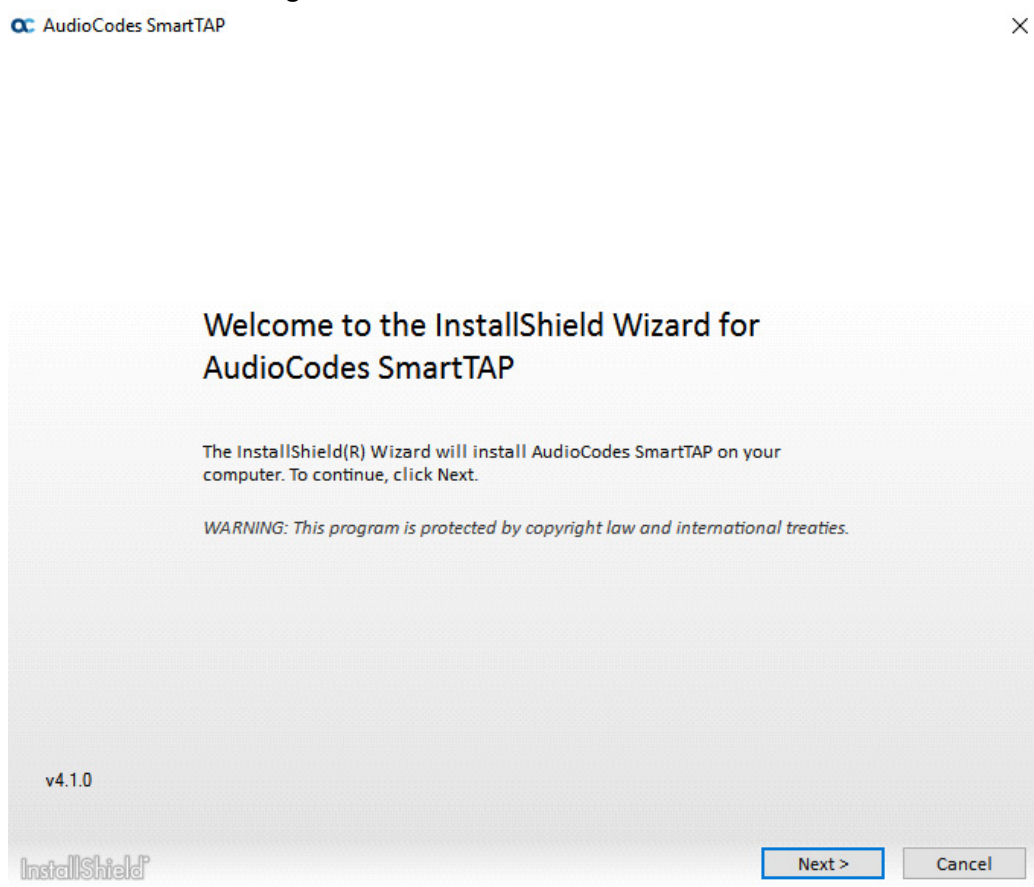 AudioCodes SmartTAP
Welcome to the InstallShield Wizard for
AudioCodes SmartTAP
The InstallShield(R) Wizard will install AudioCodes SmartTAP on your
computer. To continue, click Next.
WARNING: This program is protected by copyright law and international treaties.
v4.1.0
InstallShield
Next >
Cancel